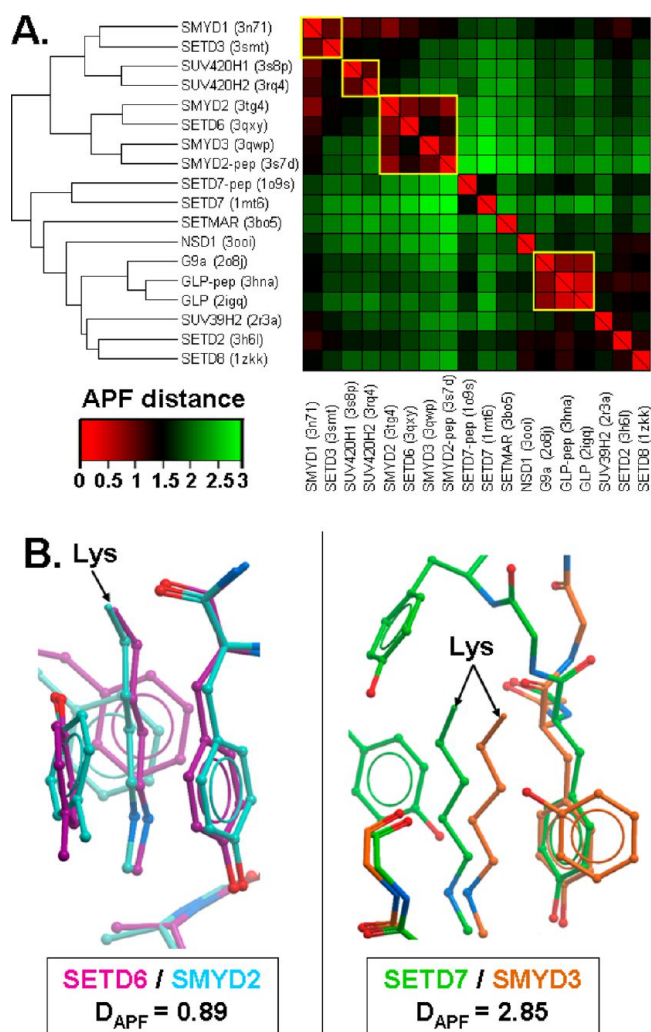 A.
SMYD1 (3n71)
SETD3 (3smt)
SUV420H1 (3s8p)
SUV420H2 (3rq4)
SMYD2 (3tg4)
SETD6 (3qxy)
SMYD3 (3qwp)
SMYD2-pep (3s7d)
SETD7-pep (1o9s)
SETD7 (1mt6)
SETMAR (3bo5)
NSD1 (3ooi)
G9a (2o8j)
GLP-pep (3hna)
GLP (2igq)
SUV39H2 (2r3a)
SETD2 (3h6l)
SETD8 (1zkk)
APF distance
0 0.5 1 1.5 2 2.5 3
SMYD1 (3n71)
SETD3 (3smt)
SUV420H1 (3s8p)
SUV420H2 (3rq4)
SMYD2 (3tg4)
SETD6 (3qxy)
SMYD3 (3qwp)
SMYD2-pep (3s7d)
SETD7-pep (1o9s)
SETD7 (1mt6)
SETMAR (3bo5)
NSD1 (3ooi)
G9a (2o8j)
GLP-pep (3hna)
GLP (2igq)
SUV39H2 (2r3a)
SETD2 (3h6l)
SETD8 (1zkk)
B.
Lys
SETD6 / SMYD2
DAPF = 0.89
Lys
SETD7 / SMYD3
DAPF = 2.85